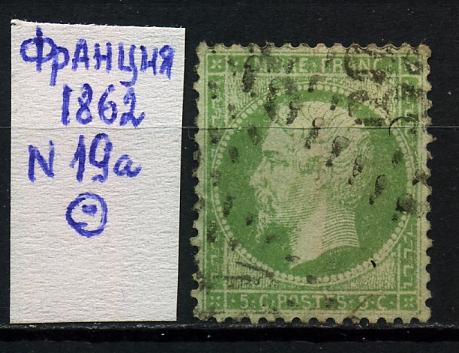 Франция
1862
N 19a
EMPIRE FRANC
5.C. POSTES 5.C.